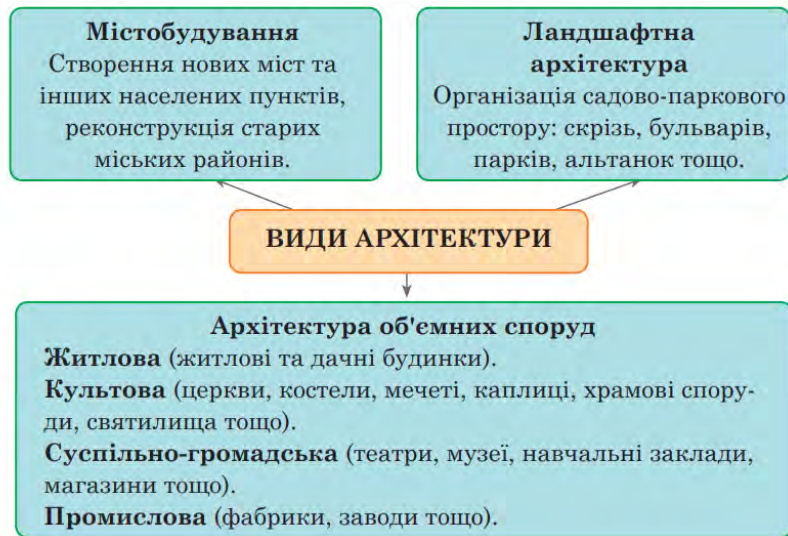 Містобудування
Створення нових міст та
інших населених пунктів,
реконструкція старих
міських районів.
Ландшафтна
архітектура
Організація садово-паркового
простору: скрізь, бульварів,
парків, альтанок тощо.
ВИДИ АРХІТЕКТУРИ
Архітектура об'ємних споруд
Житлова (житлові та дачні будинки).
Культова (церкви, костели, мечеті, каплиці, храмові спору-
ди, святилища тощо).
Суспільно-громадська (театри, музеї, навчальні заклади,
магазини тощо).
Промислова (фабрики, заводи тощо).